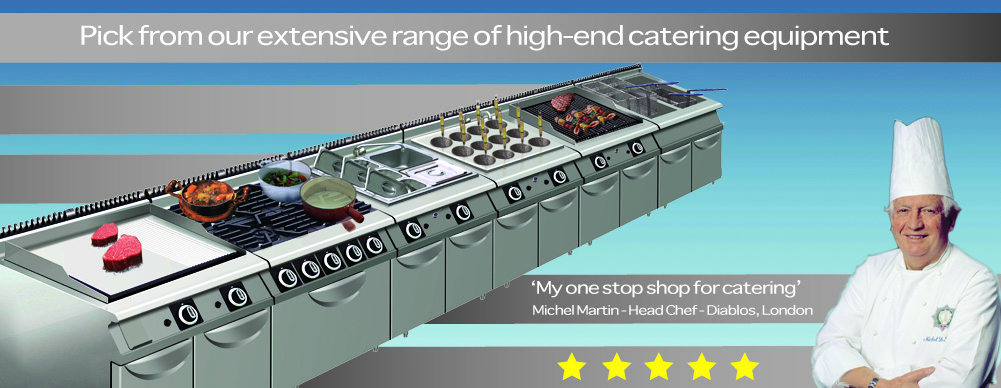 Pick from our extensive range of high-end catering equipment
‘My one stop shop for catering’
Michel Martin - Head Chef - Diablos, London